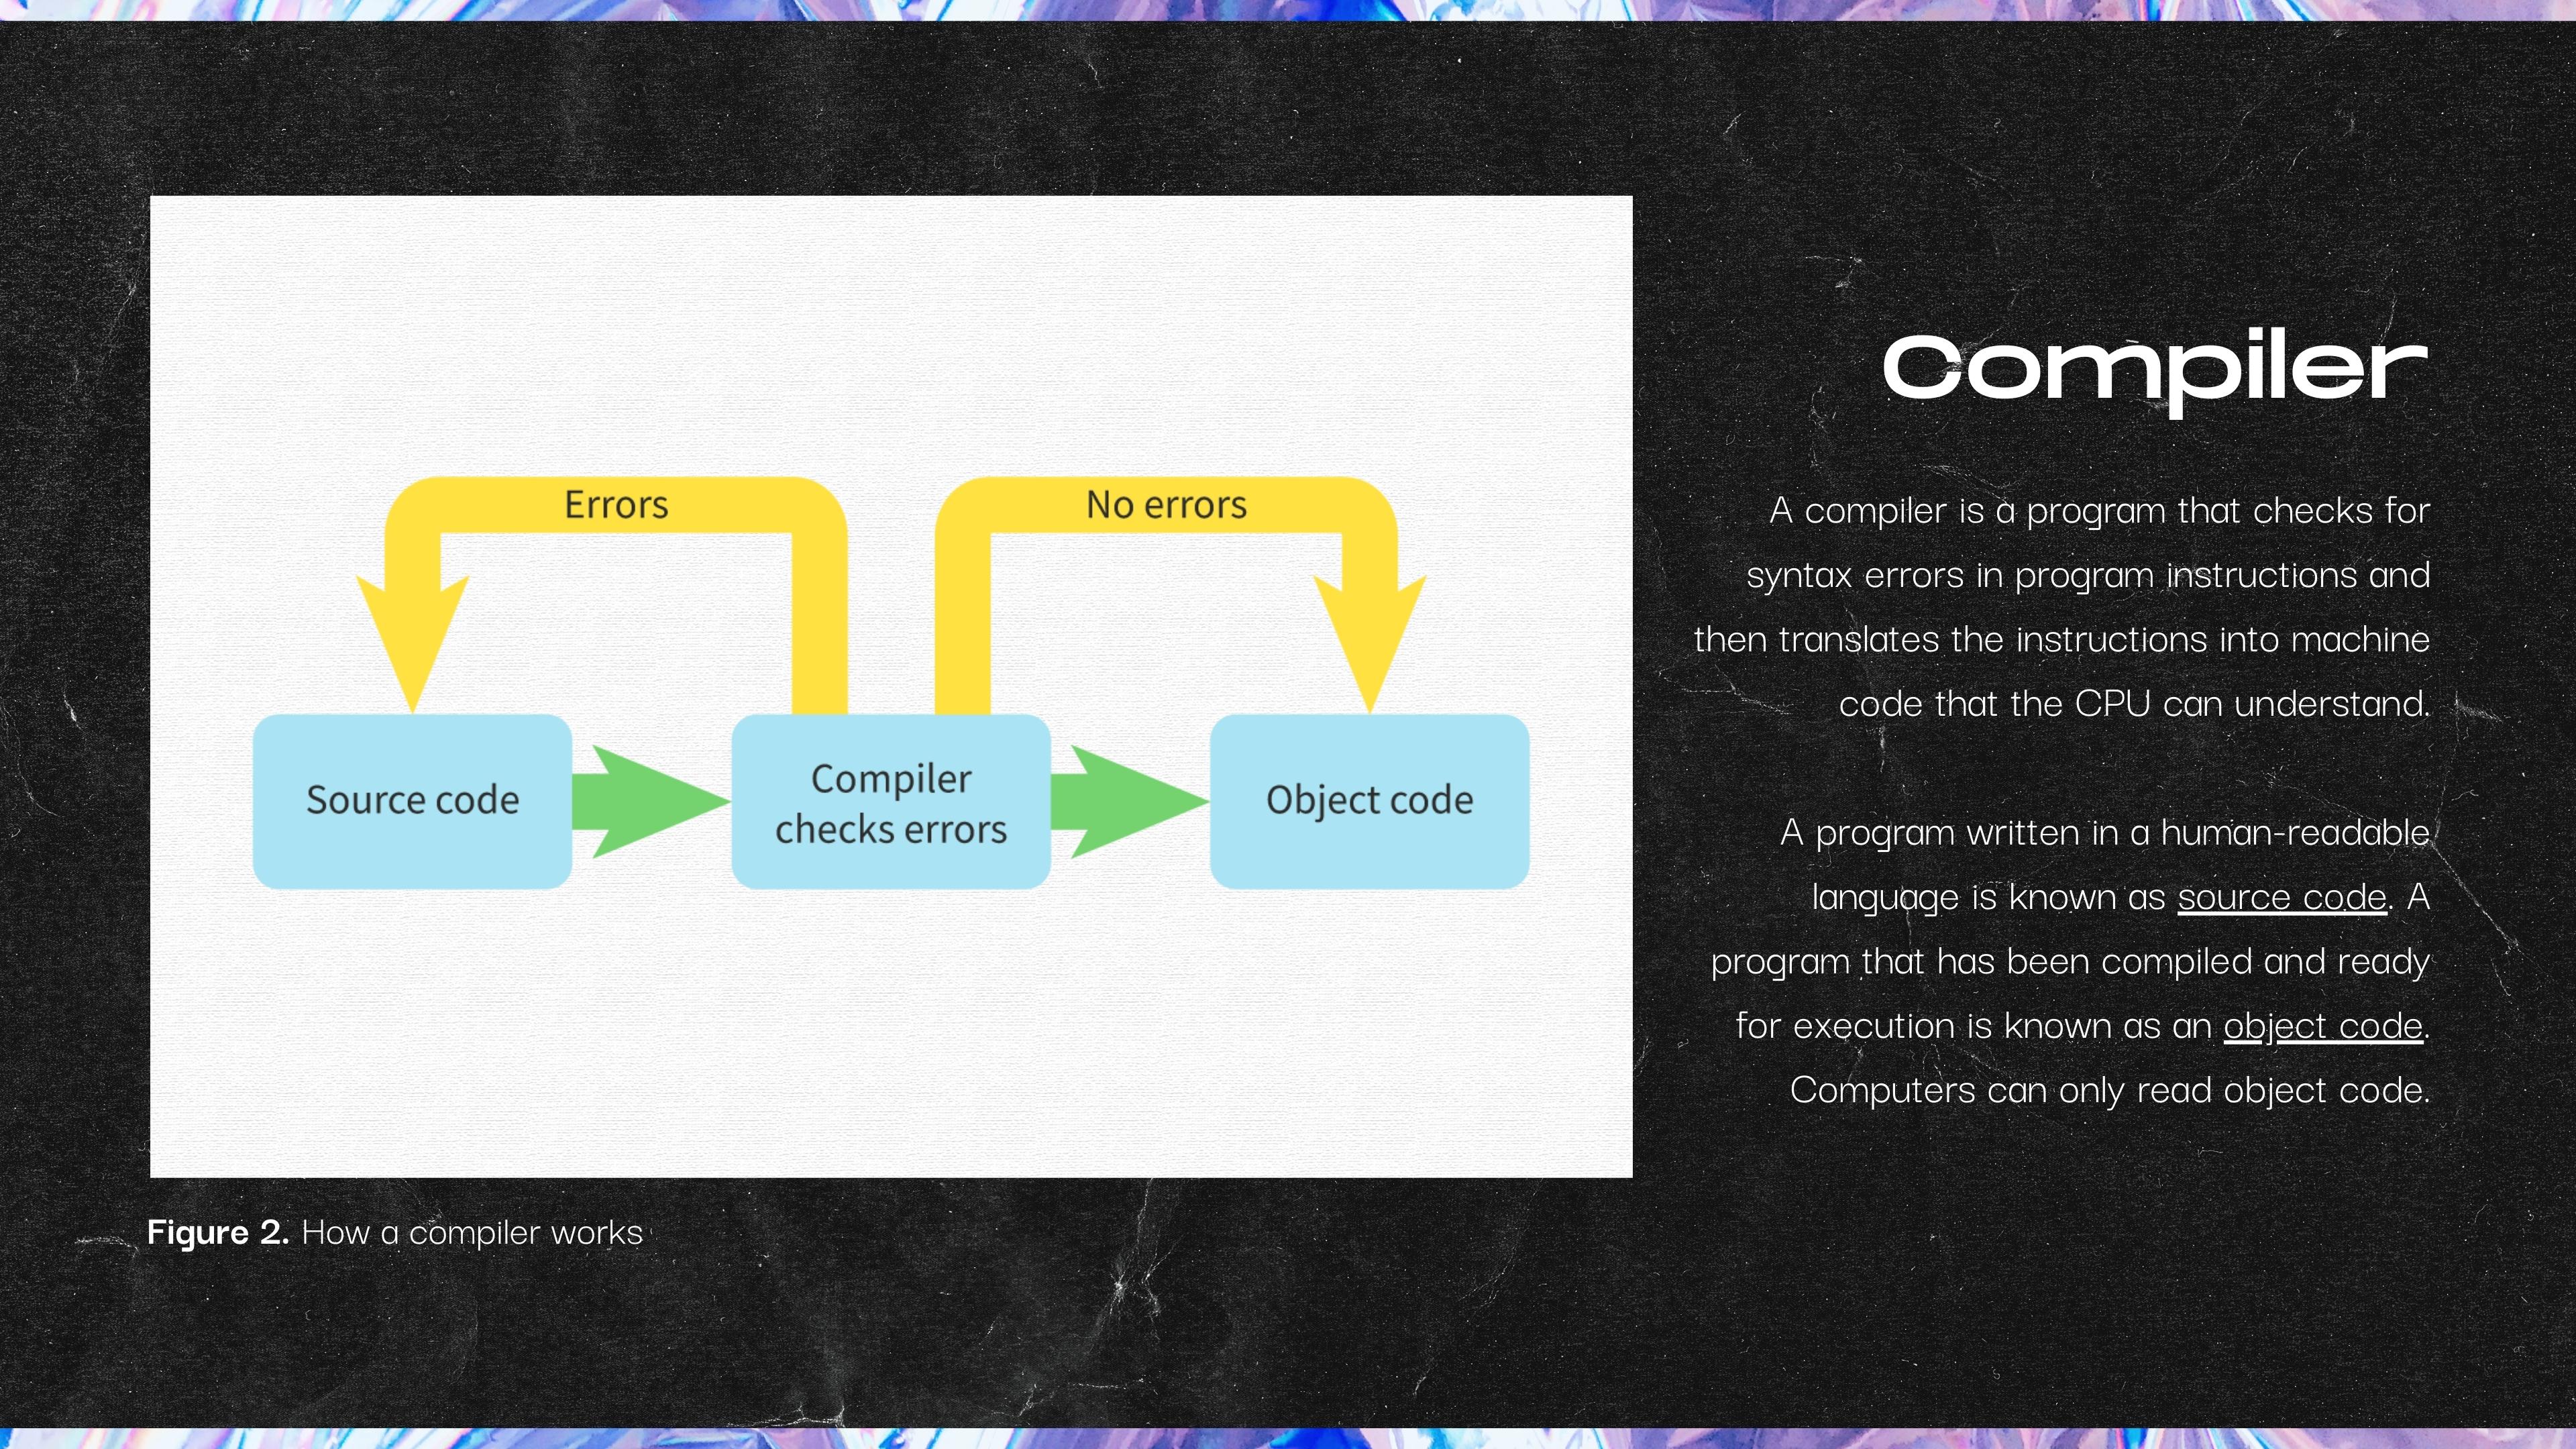 Errors
No errors
Source code
Compiler
checks errors
Object code
Figure 2. How a compiler works
Compiler
A compiler is a program that checks for
syntax errors in program instructions and
then translates the instructions into machine
code that the CPU can understand.
A program written in a human-readable
language is known as source code. A
program that has been compiled and ready
for execution is known as an object code.
Computers can only read object code.